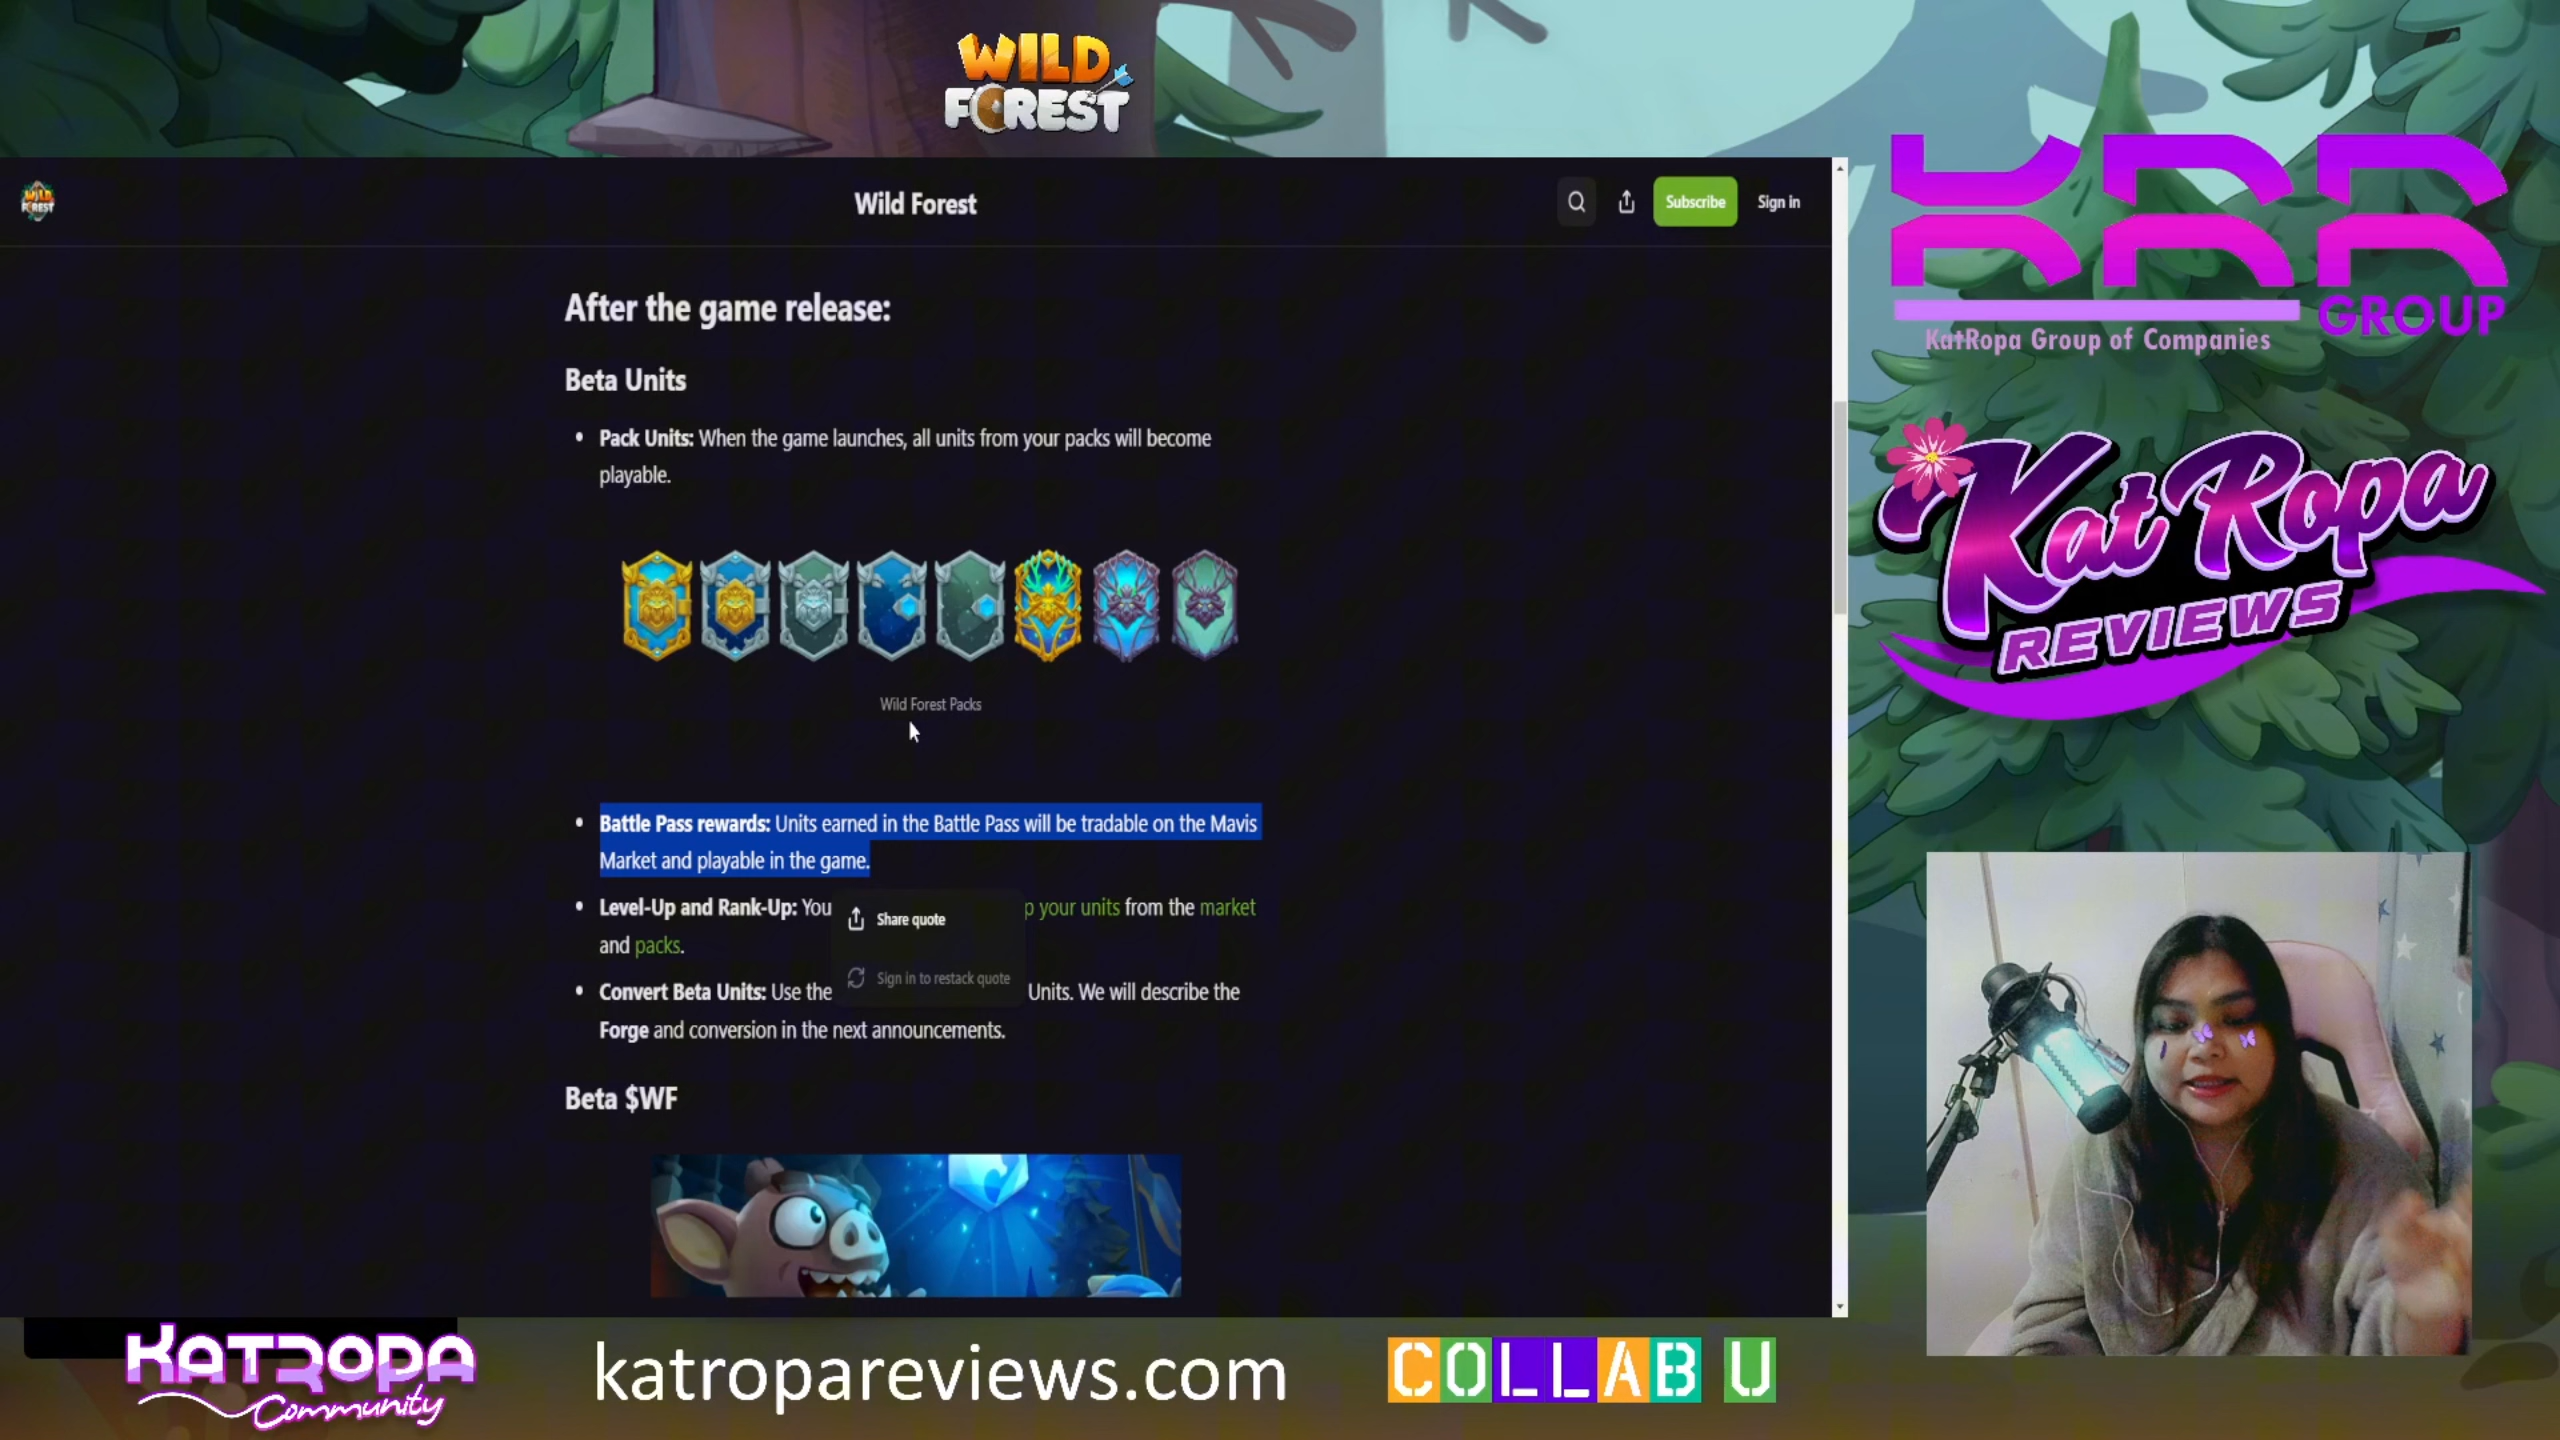 WILD
FOREST
WILD
FOREST
Wild Forest
Subscribe
Sign in
GROUP
KatRopa Group of Companies
After the game release:
Beta Units
• Pack Units: When the game launches, all units from your packs will become
playable.
KatRopa
REVIEWS
Wild Forest Packs
• Battle Pass rewards: Units earned in the Battle Pass will be tradable on the Mavis
Market and playable in the game.
• Level-Up and Rank-Up: You p your units from the market
and packs.
Share quote
Sign in to restack quote
• Convert Beta Units: Use the Units. We will describe the
Forge and conversion in the next announcements.
Beta $WF
KATROPA
Community
katropareviews.com
COLLAB U